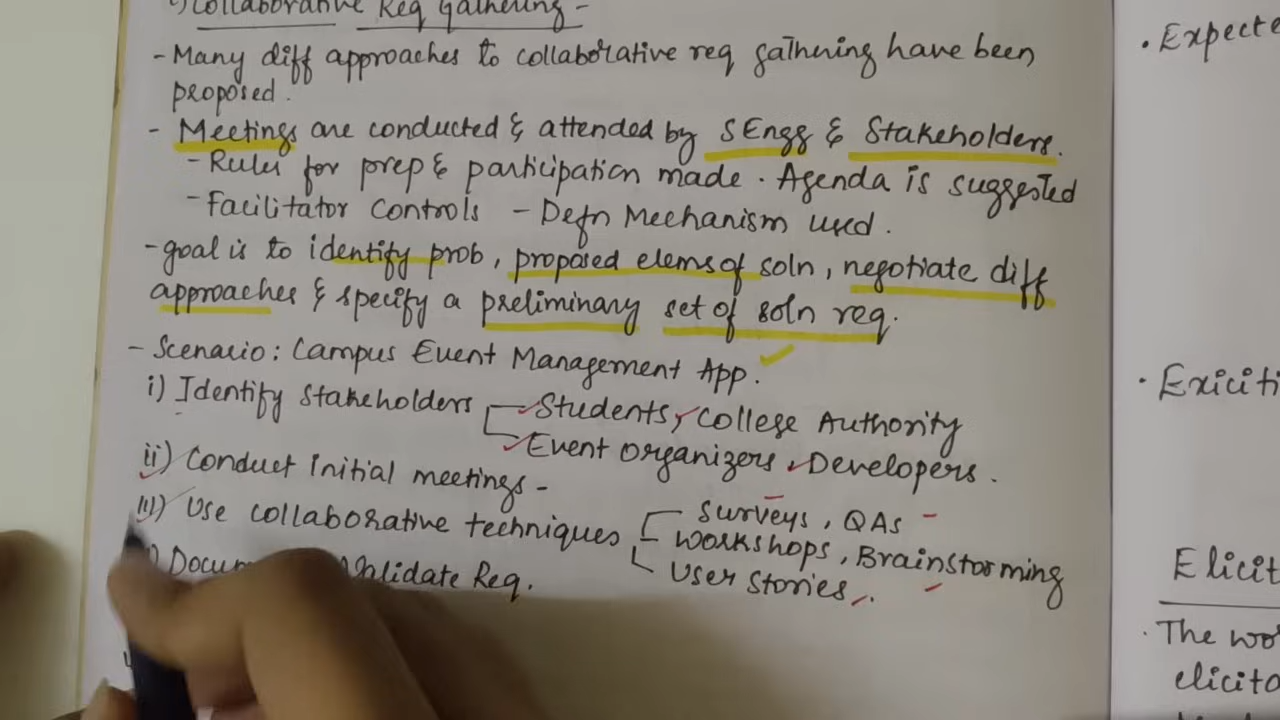 Collaborative Req Gathering -
- Many diff approaches to collaborative req gathering have been
proposed.
- Meetings are conducted & attended by SEngg & Stakeholders.
- Rules for prep & participation made. Agenda is suggested
- Facilitator controls - Defn Mechanism used.
- goal is to identify prob, proposed elems of soln, negotiate diff
approaches & specify a preliminary set of soln req.
- Scenario: Campus Event Management App.
i) Identify Stakeholders
Students, College Authority
Event Organizers, Developers.
ii) Conduct initial meetings -
iii) Use collaborative techniques
Surveys, QAs
Workshops, Brainstorming
User Stories.
Validate Req.
. Expecte
. Exiciti
Elicit
. The wo
elicita